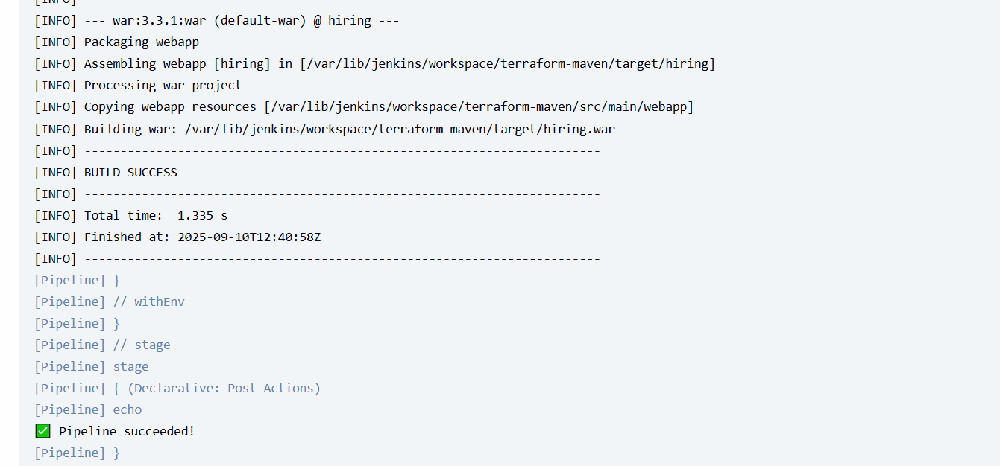 [INFO]
[INFO] --- war:3.3.1:war (default-war) @ hiring ---
[INFO] Packaging webapp
[INFO] Assembling webapp [hiring] in [/var/lib/jenkins/workspace/terraform-maven/target/hiring]
[INFO] Processing war project
[INFO] Copying webapp resources [/var/lib/jenkins/workspace/terraform-maven/src/main/webapp]
[INFO] Building war: /var/lib/jenkins/workspace/terraform-maven/target/hiring.war
[INFO] ------------------------------------------------------------------------
[INFO] BUILD SUCCESS
[INFO] ------------------------------------------------------------------------
[INFO] Total time:  1.335 s
[INFO] Finished at: 2025-09-10T12:40:58Z
[INFO] ------------------------------------------------------------------------
[Pipeline] }
[Pipeline] // withEnv
[Pipeline] }
[Pipeline] // stage
[Pipeline] stage
[Pipeline] { (Declarative: Post Actions)
[Pipeline] echo
✅ Pipeline succeeded!
[Pipeline] }